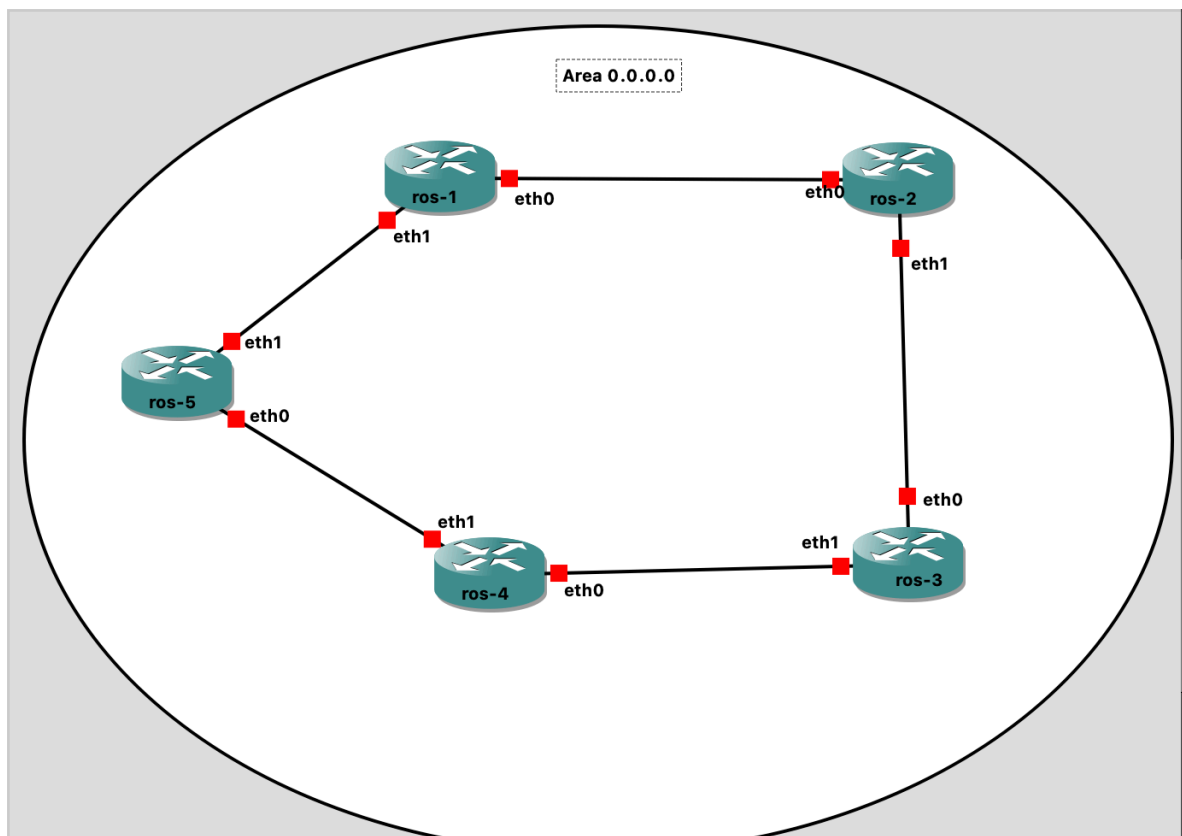 Area 0.0.0.0
ros-1
eth0
eth0
ros-2
eth1
eth1
eth1
ros-5
eth0
eth0
eth1
eth1
ros-4
eth0
ros-3